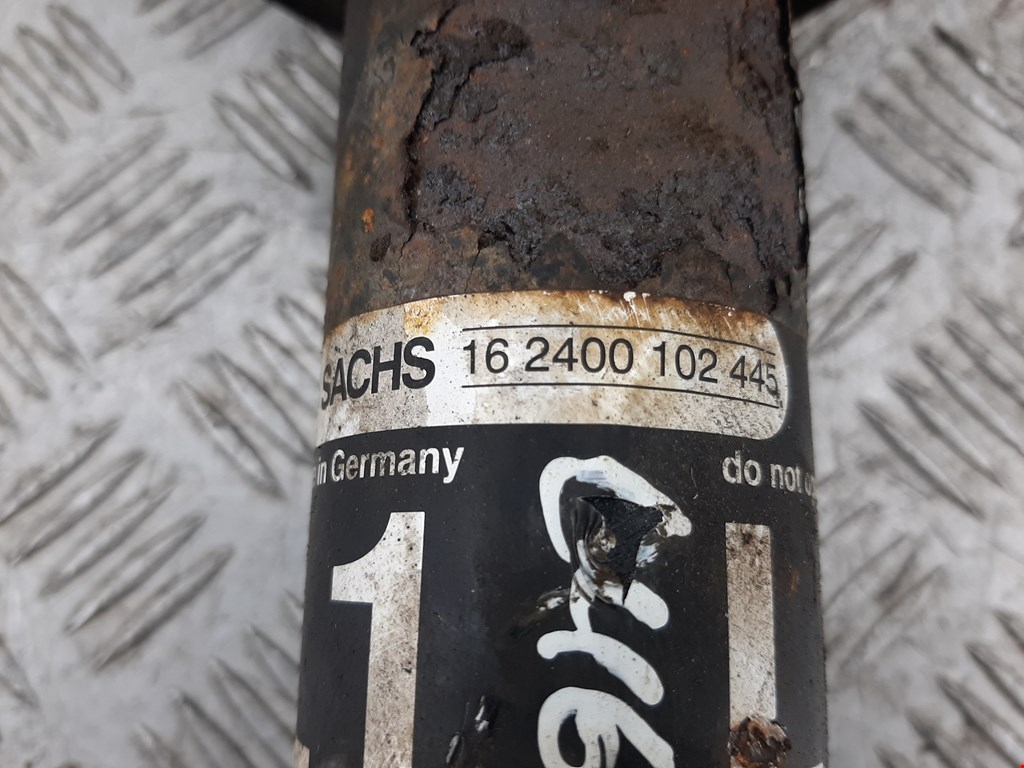 SACHS 16 2400 102 445
in Germany
do not
1